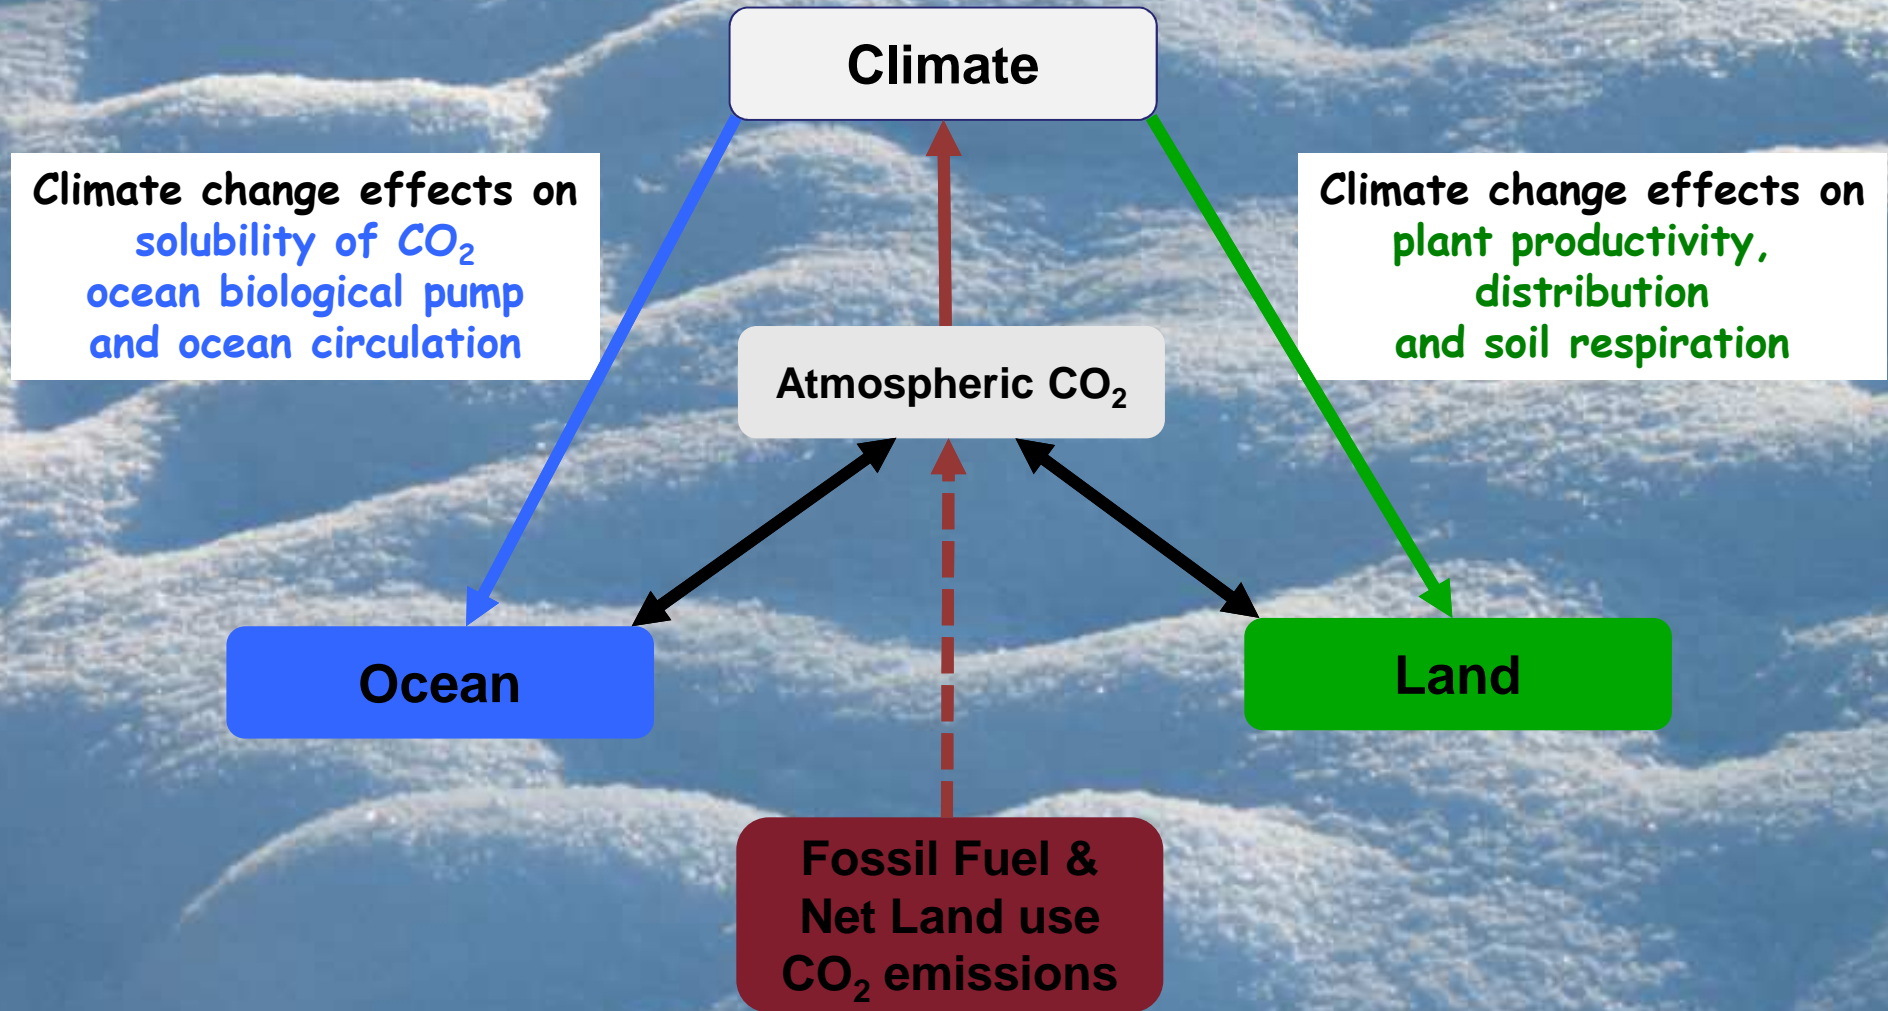 Climate
Climate change effects on
solubility of CO₂
ocean biological pump
and ocean circulation
Climate change effects on
plant productivity,
distribution
and soil respiration
Atmospheric CO₂
Ocean
Land
Fossil Fuel &
Net Land use
CO₂ emissions